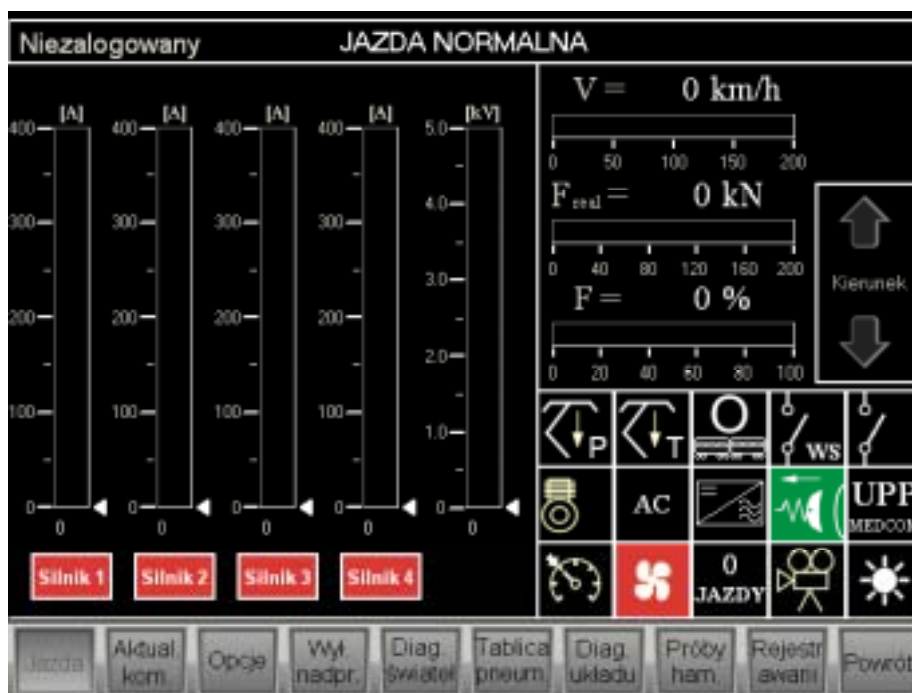 Niezalogowany JAZDA NORMALNA
[A] [A] [A] [A] [kV]
400 400 400 400 5.0
300 300 300 300 4.0
200 200 200 200 3.0
100 100 100 100 2.0
1.0
0 0 0 0 0
0 0 0 0 0
Silnik 1 Silnik 2 Silnik 3 Silnik 4
V = 0 km/h
0 50 100 150 200
F real = 0 kN
0 40 80 120 160 200
F = 0 %
0 20 40 60 80 100
Kierunek
P T WS
AC UPP
MEDCOM
0
JAZDY
Jazda Aktual. Opcje Wył. Diag. Tablica Diag. Próby Rejestr Powrót
kom. nadpr. świateł pneum. układu ham. awarii